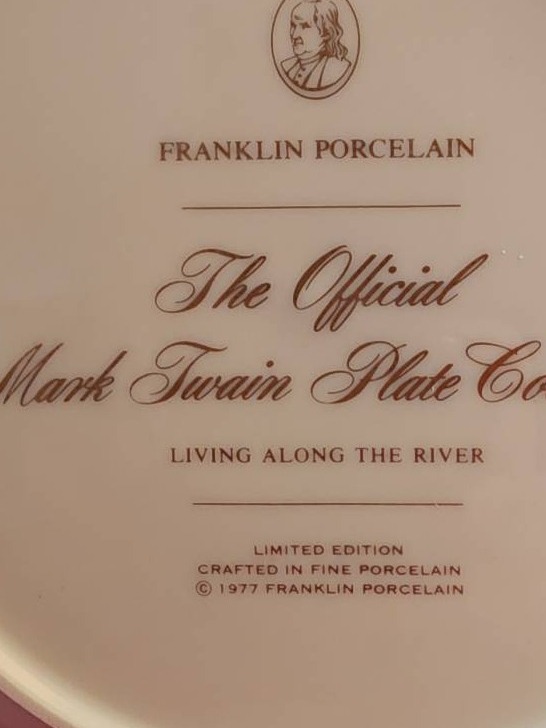 FRANKLIN PORCELAIN
The Official
Mark Twain Plate Co
LIVING ALONG THE RIVER
LIMITED EDITION
CRAFTED IN FINE PORCELAIN
© 1977 FRANKLIN PORCELAIN